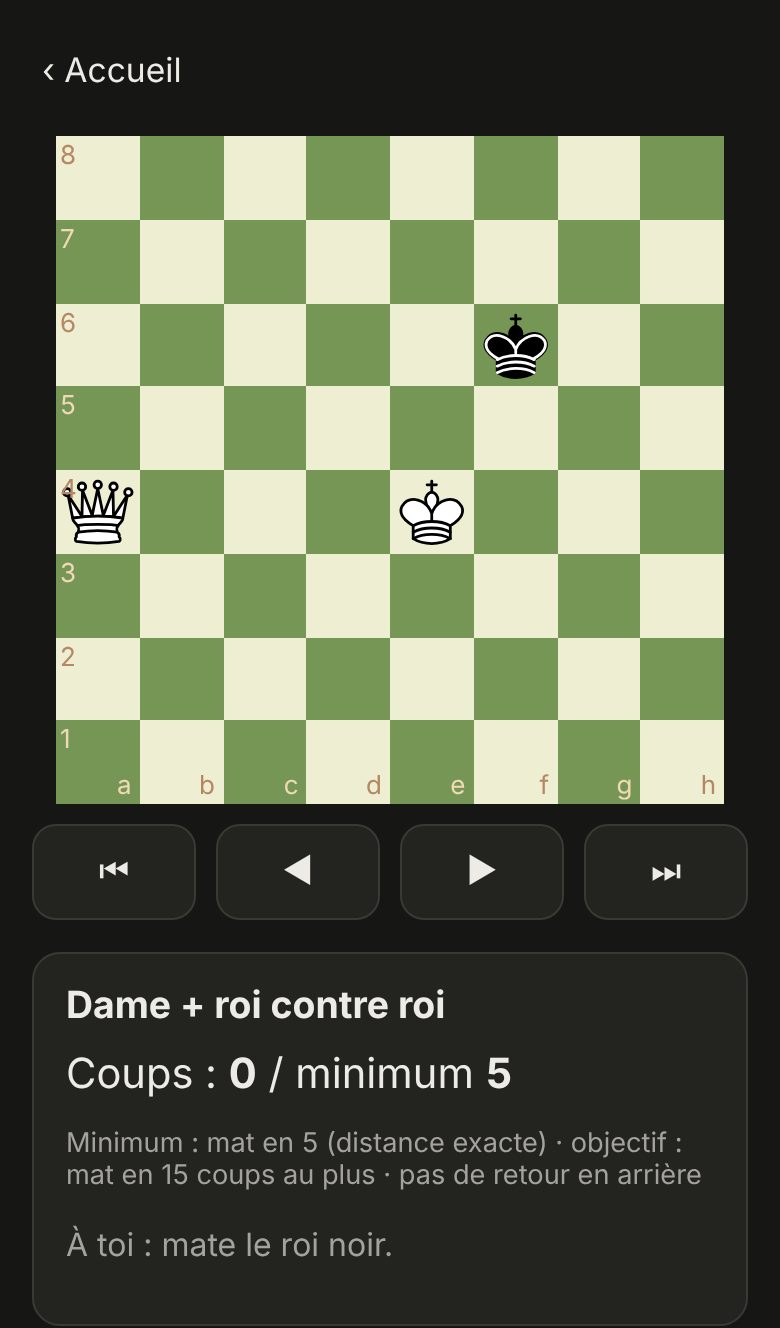 ‹ Accueil
8
7
6
5
4
3
2
1
a b c d e f g h
Dame + roi contre roi
Coups : 0 / minimum 5
Minimum : mat en 5 (distance exacte) · objectif :
mat en 15 coups au plus · pas de retour en arrière
À toi : mate le roi noir.